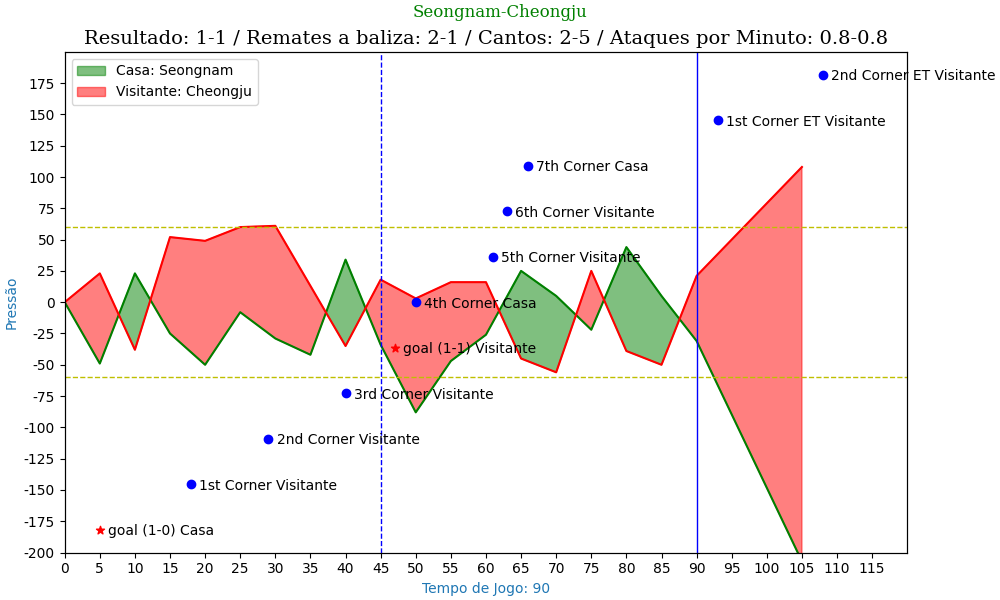 Seongnam-Cheongju
Resultado: 1-1 / Remates a baliza: 2-1 / Cantos: 2-5 / Ataques por Minuto: 0.8-0.8
Casa: Seongnam
Visitante: Cheongju
2nd Corner ET Visitante
1st Corner ET Visitante
7th Corner Casa
6th Corner Visitante
5th Corner Visitante
4th Corner Casa
goal (1-1) Visitante
3rd Corner Visitante
2nd Corner Visitante
1st Corner Visitante
goal (1-0) Casa
Pressão
175
150
125
100
75
50
25
0
-25
-50
-75
-100
-125
-150
-175
-200
0 5 10 15 20 25 30 35 40 45 50 55 60 65 70 75 80 85 90 95 100 105 110 115
Tempo de Jogo: 90